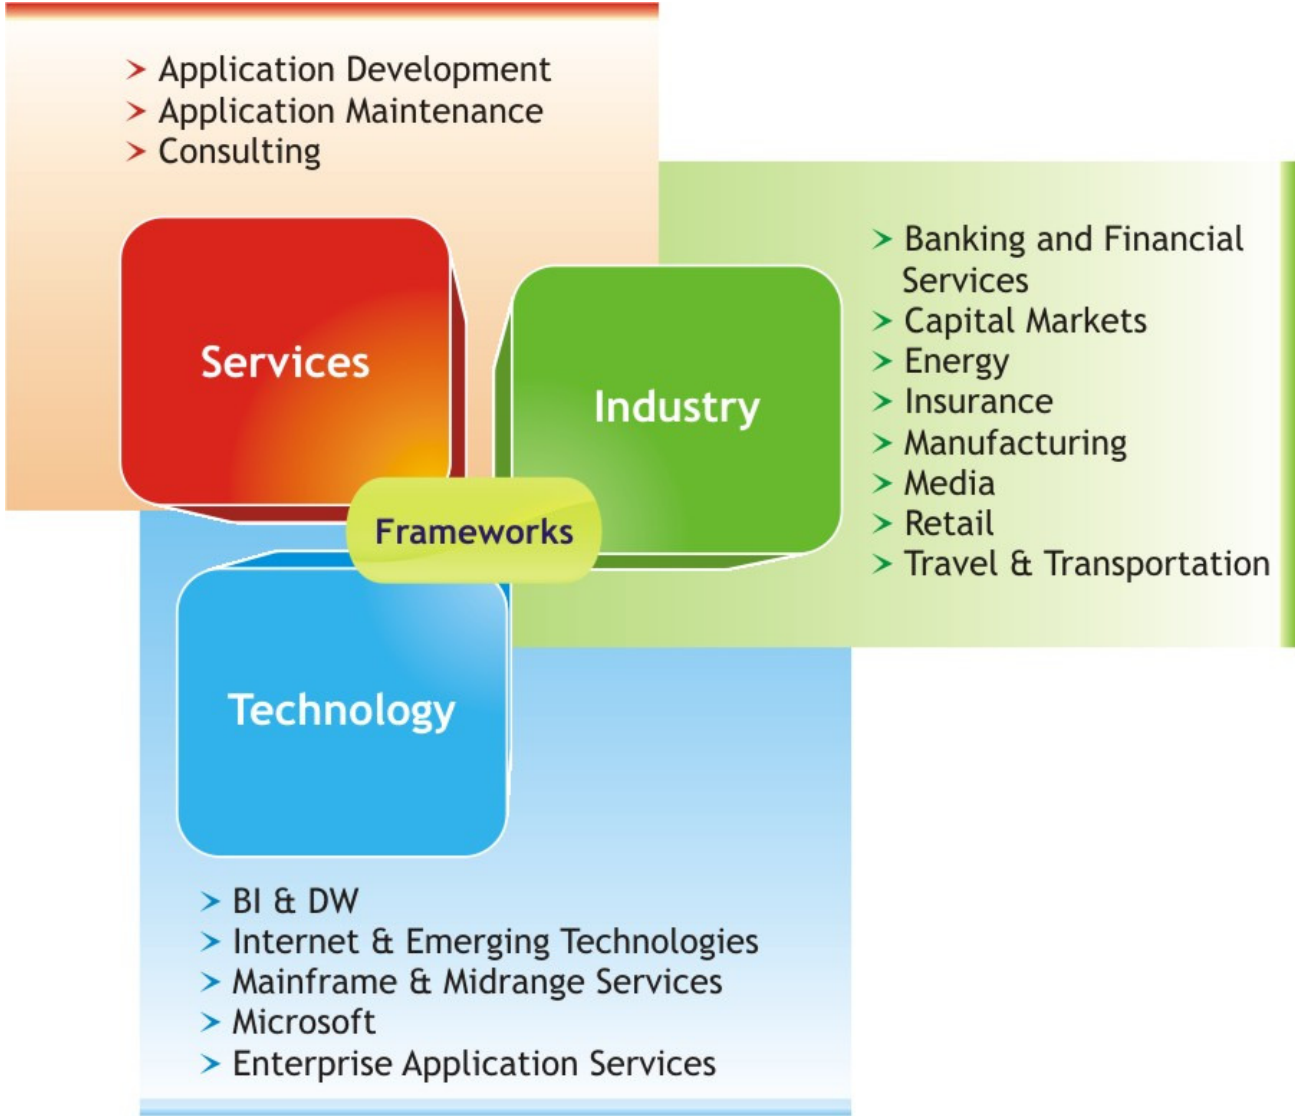 Application Development
Application Maintenance
Consulting
Services
Industry
Banking and Financial
Services
Capital Markets
Energy
Insurance
Manufacturing
Media
Retail
Travel & Transportation
Frameworks
Technology
BI & DW
Internet & Emerging Technologies
Mainframe & Midrange Services
Microsoft
Enterprise Application Services